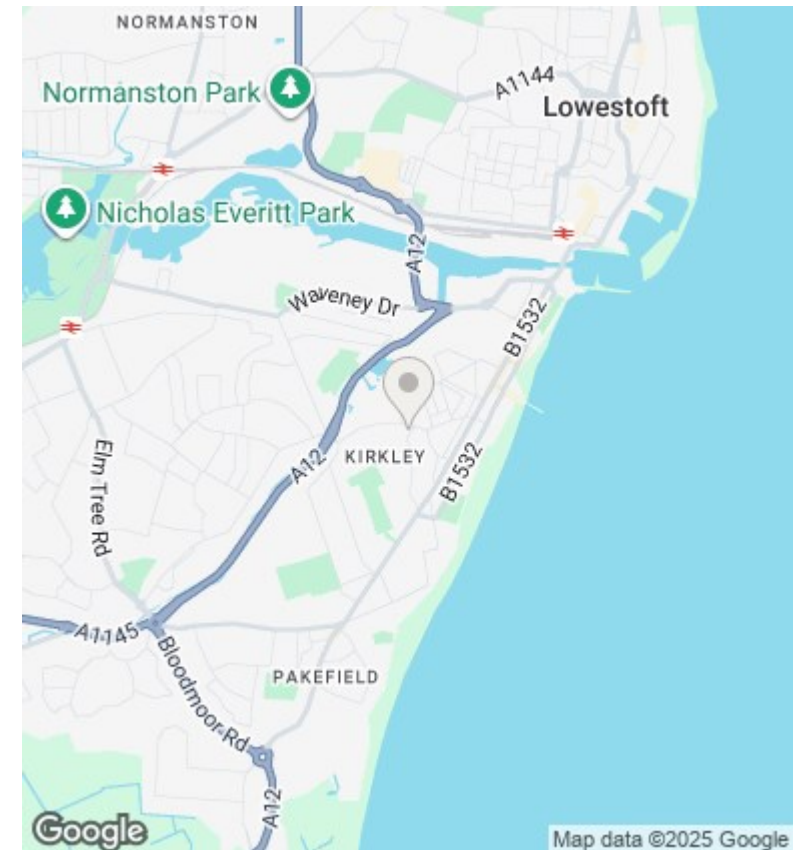 NORMANSTON
Normanston Park
A1144
Lowestoft
Nicholas Everitt Park
A12
Waveney Dr
B1532
Elm Tree Rd
A12
KIRKLEY
B1532
A1145
Bloodmoor Rd
PAKEFIELD
A12
Google
Map data ©2025 Google